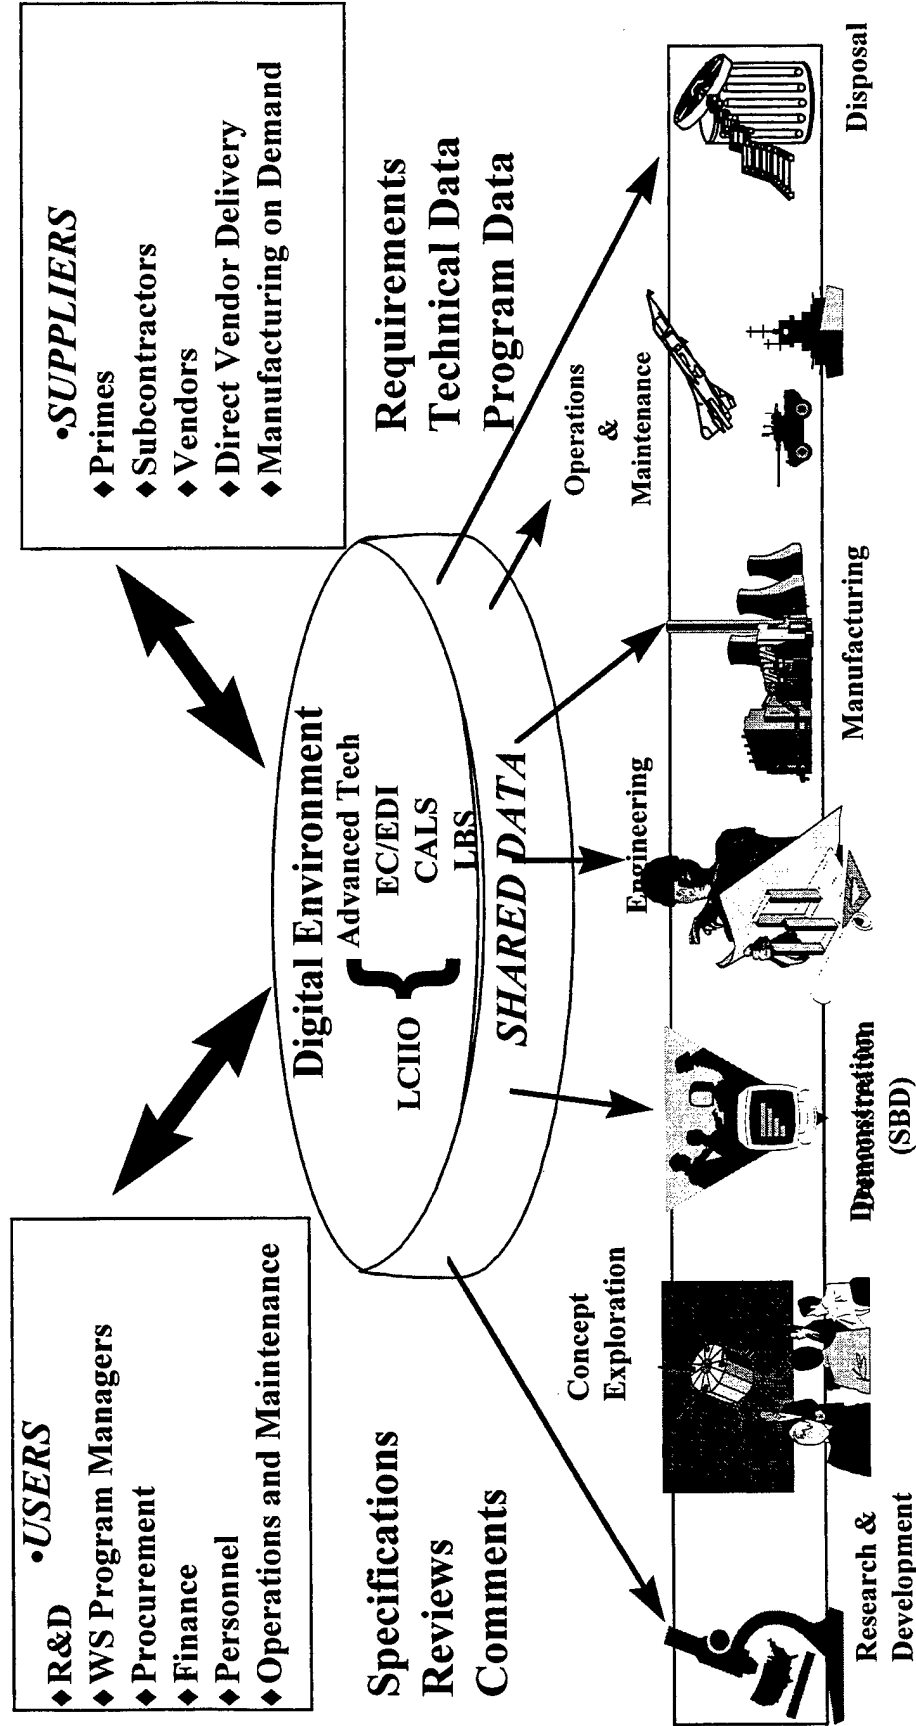 •USERS
♦R&D
♦WS Program Managers
♦Procurement
♦Finance
♦Personnel
♦Operations and Maintenance
•SUPPLIERS
♦Primes
♦Subcontractors
♦Vendors
♦Direct Vendor Delivery
♦Manufacturing on Demand
Specifications
Reviews
Comments
Digital Environment
Advanced Tech
EC/EDI
CALS
LBS
LCIIO
SHARED DATA
Requirements
Technical Data
Program Data
Concept
Exploration
Engineering
Operations
&
Maintenance
Research &
Development
Demonstration
(SBD)
Manufacturing
Disposal